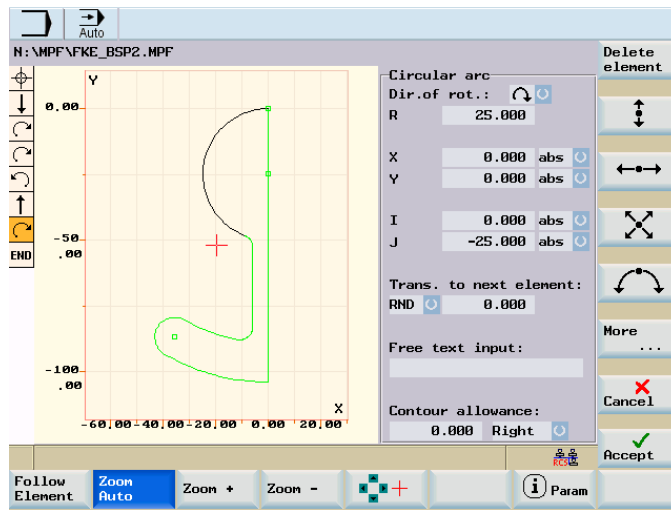 Auto
N:\MPF\FKE_BSP2.MPF
Delete
element
Circular arc
Dir.of rot.:
R 25.000
X 0.000 abs
Y 0.000 abs
I 0.000 abs
J -25.000 abs
Trans. to next element:
RND 0.000
Free text input:
Contour allowance:
0.000 Right
END
Y
0.00
-50
.00
-100
.00
X
-60.00 -40.00 -20.00 0.00 20.00
More
...
Cancel
Accept
RCS
Follow
Element
Zoom
Auto
Zoom +
Zoom -
i Param